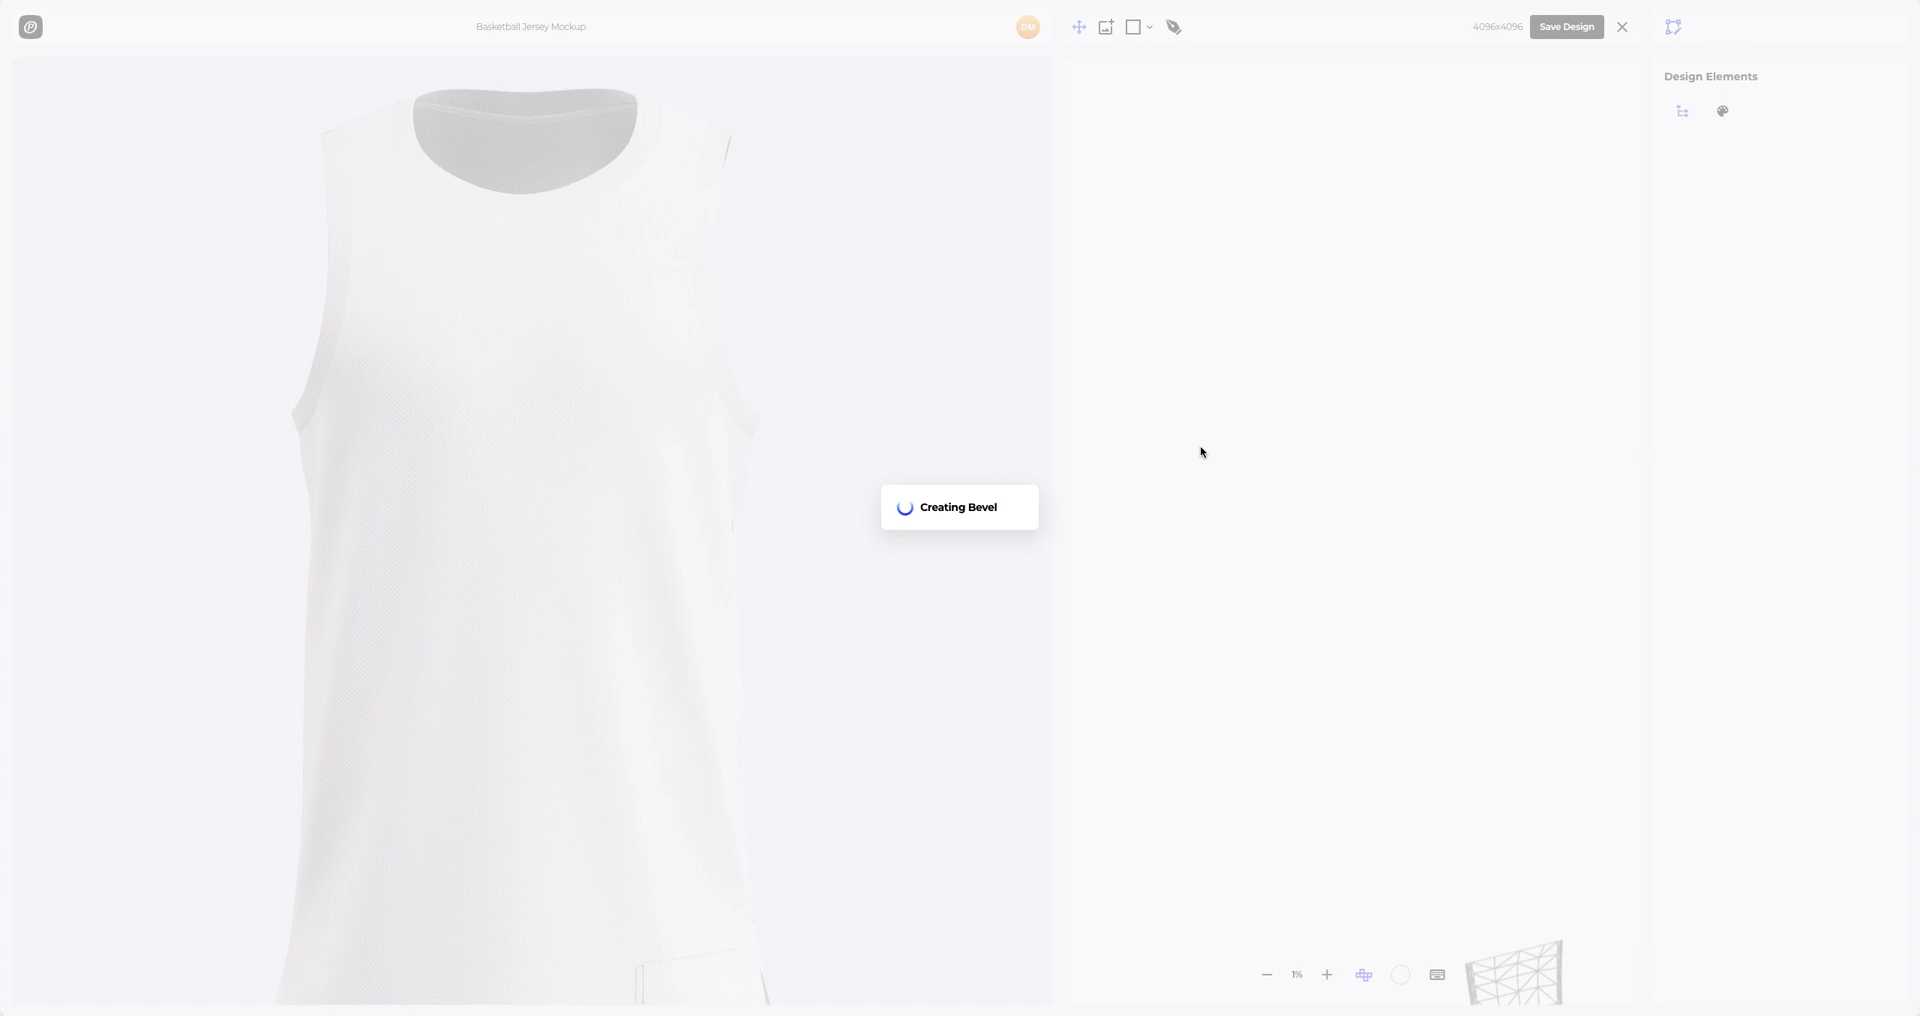 Basketball Jersey Mockup
DM
4096x4096
Save Design
Design Elements
Creating Bevel
1%